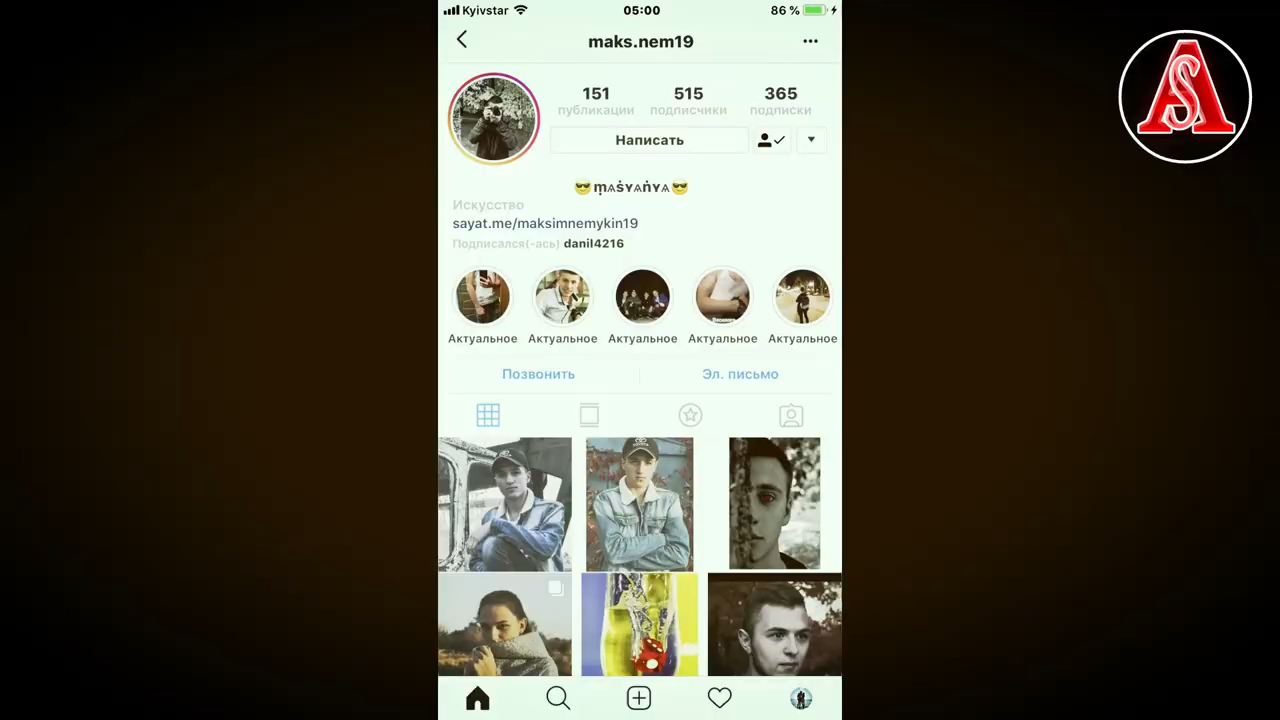 Kyivstar 05:00 86 %
maks.nem19
151 515 365
публикации подписчики подписки
Написать
😎ṃѧṡʏѧṅʏѧ😎
Искусство
sayat.me/maksimnemykin19
Подписался(-ась) danil4216
Актуальное Актуальное Актуальное Актуальное Актуальное
Позвонить Эл. письмо